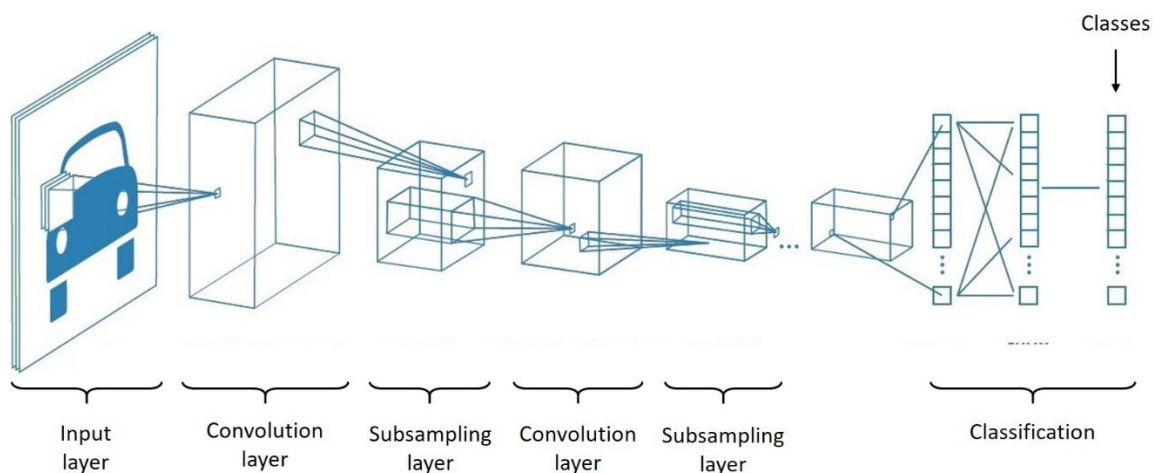 Classes
Input
layer
Convolution
layer
Subsampling
layer
Convolution
layer
Subsampling
layer
Classification